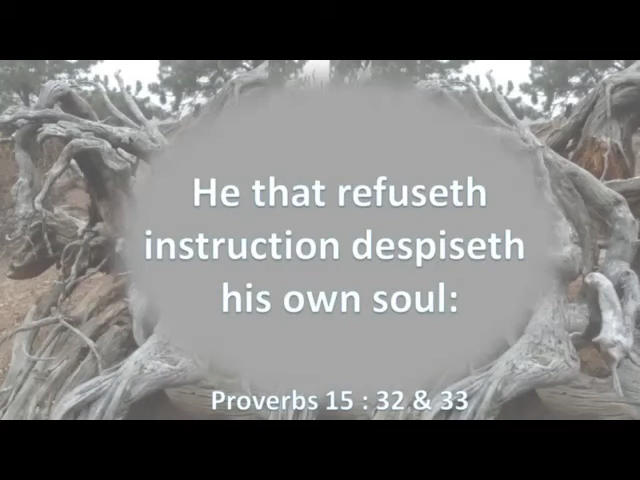 He that refuseth
instruction despiseth
his own soul:
Proverbs 15 : 32 & 33